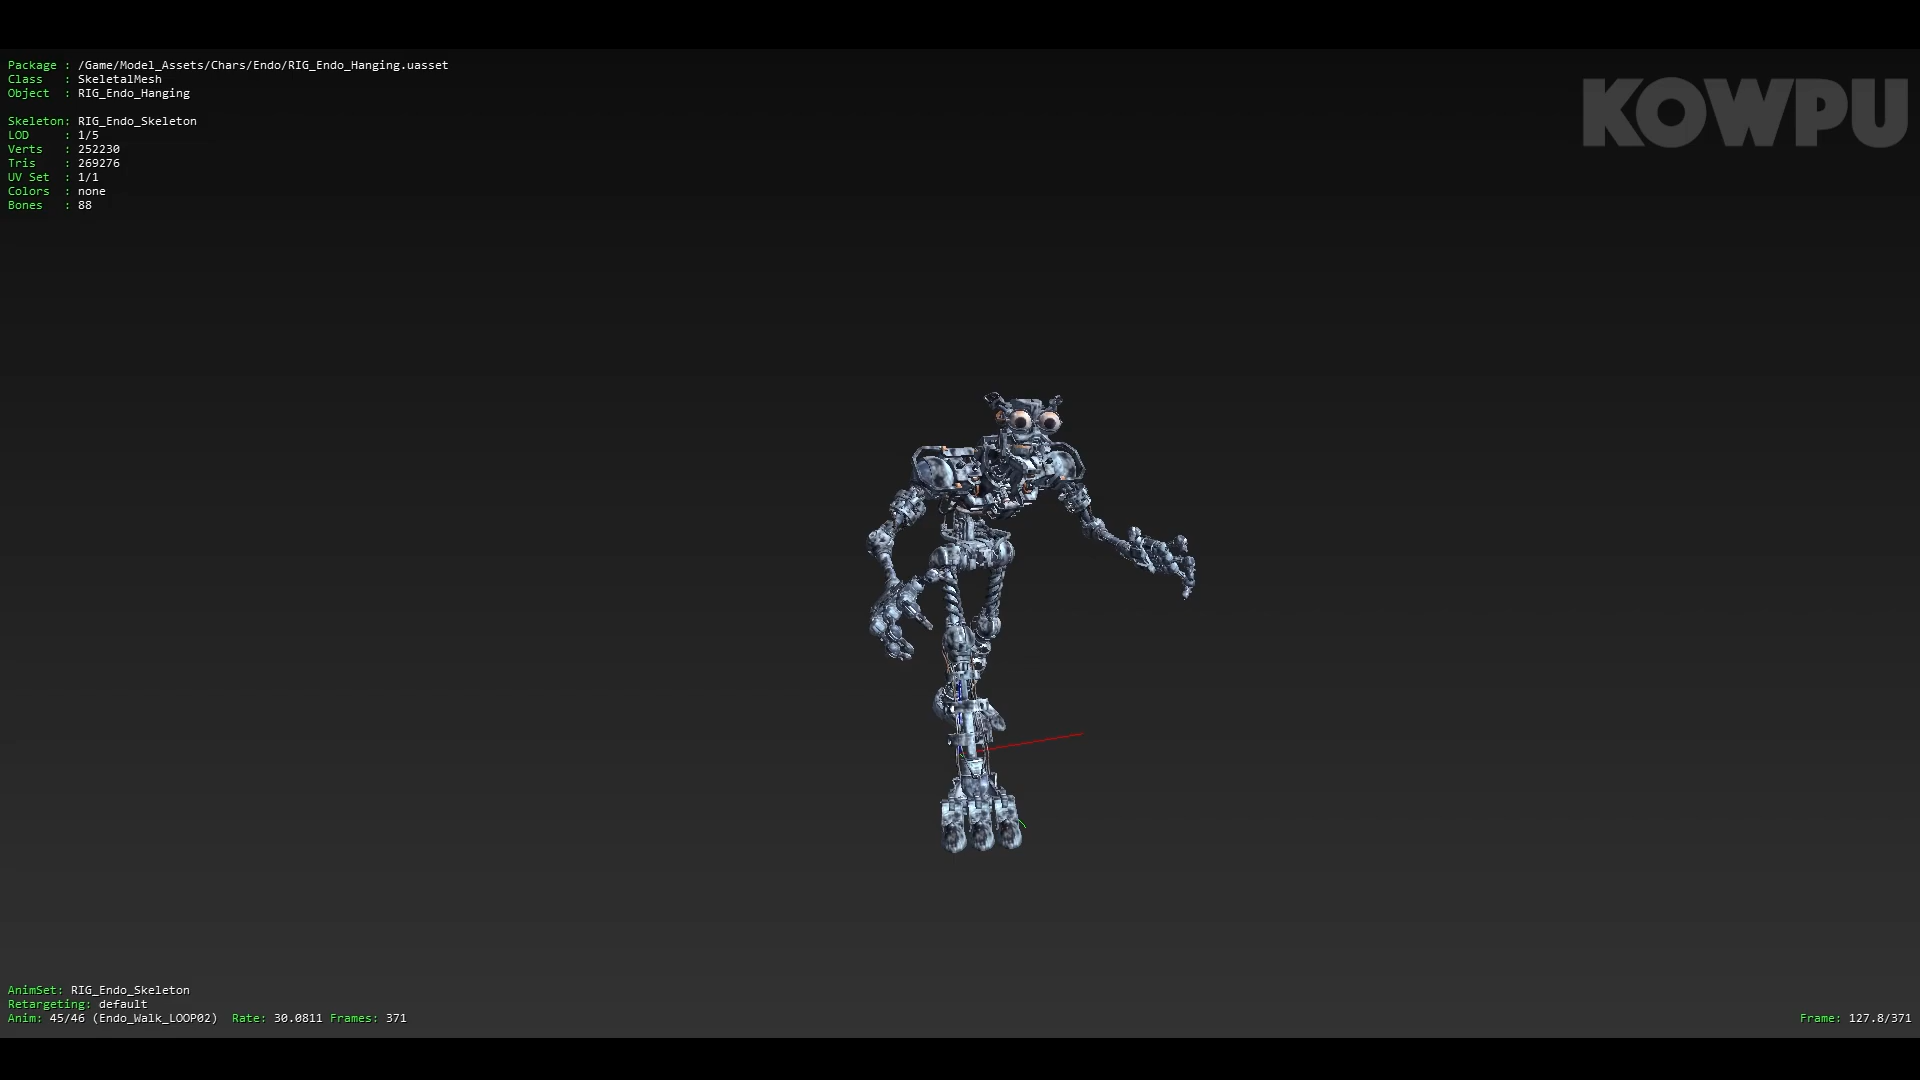 Package : /Game/Model_Assets/Chars/Endo/RIG_Endo_Hanging.uasset
Class : SkeletalMesh
Object : RIG_Endo_Hanging
KOWPU
Skeleton: RIG_Endo_Skeleton
LOD : 1/5
Verts : 252230
Tris : 269276
UV Set : 1/1
Colors : none
Bones : 88
AnimSet: RIG_Endo_Skeleton
Retargeting: default
Anim: 45/46 (Endo_Walk_LOOP02) Rate: 30.0811 Frames: 371
Frame: 127.8/371